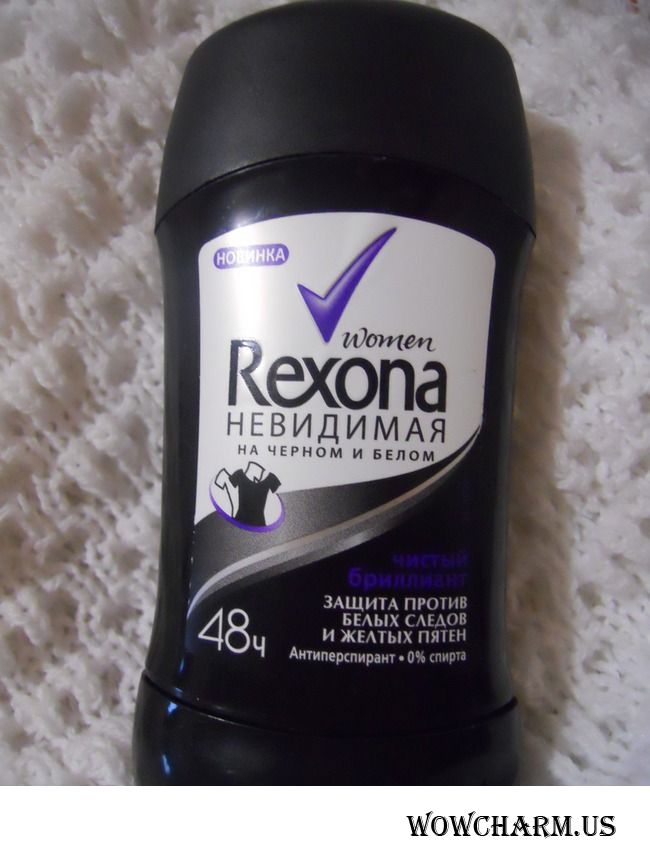 НОВИНКА
women
Rexona
НЕВИДИМАЯ
НА ЧЕРНОМ И БЕЛОМ
чистый
бриллиант
ЗАЩИТА ПРОТИВ
БЕЛЫХ СЛЕДОВ
И ЖЕЛТЫХ ПЯТЕН
48ч
Антиперспирант • 0% спирта
WOWCHARM.US